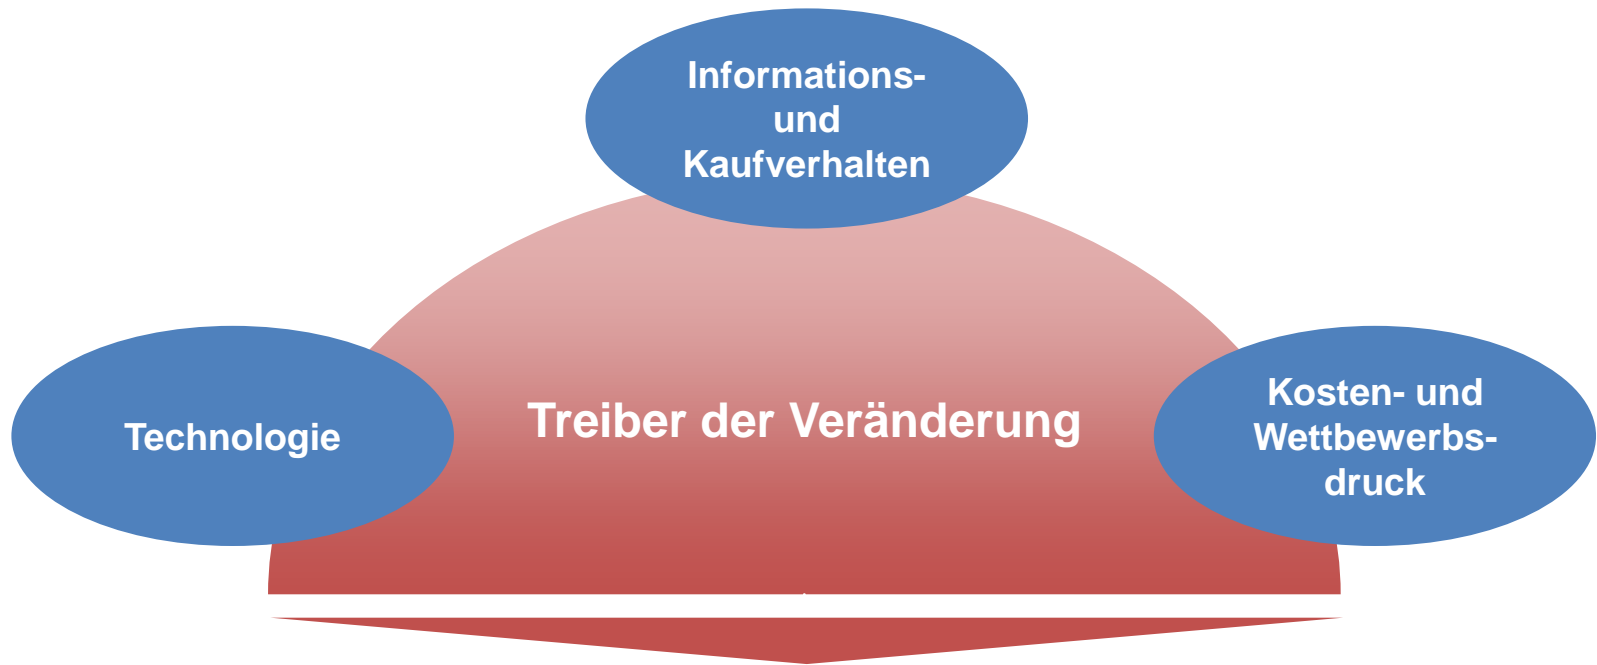 Informations-
und
Kaufverhalten
Technologie
Treiber der Veränderung
Kosten- und
Wettbewerbs-
druck